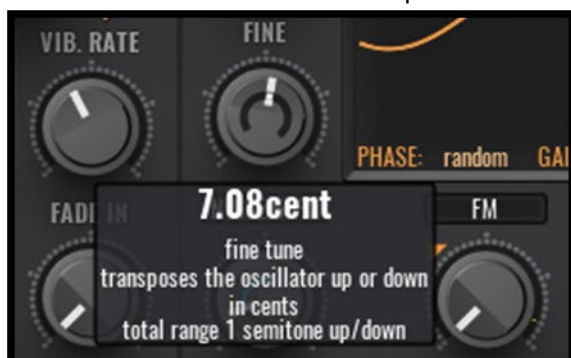 VIB. RATE
FINE
PHASE: random GAI
FADE IN
7.08cent
fine tune
transposes the oscillator up or down
in cents
total range 1 semitone up/down
FM